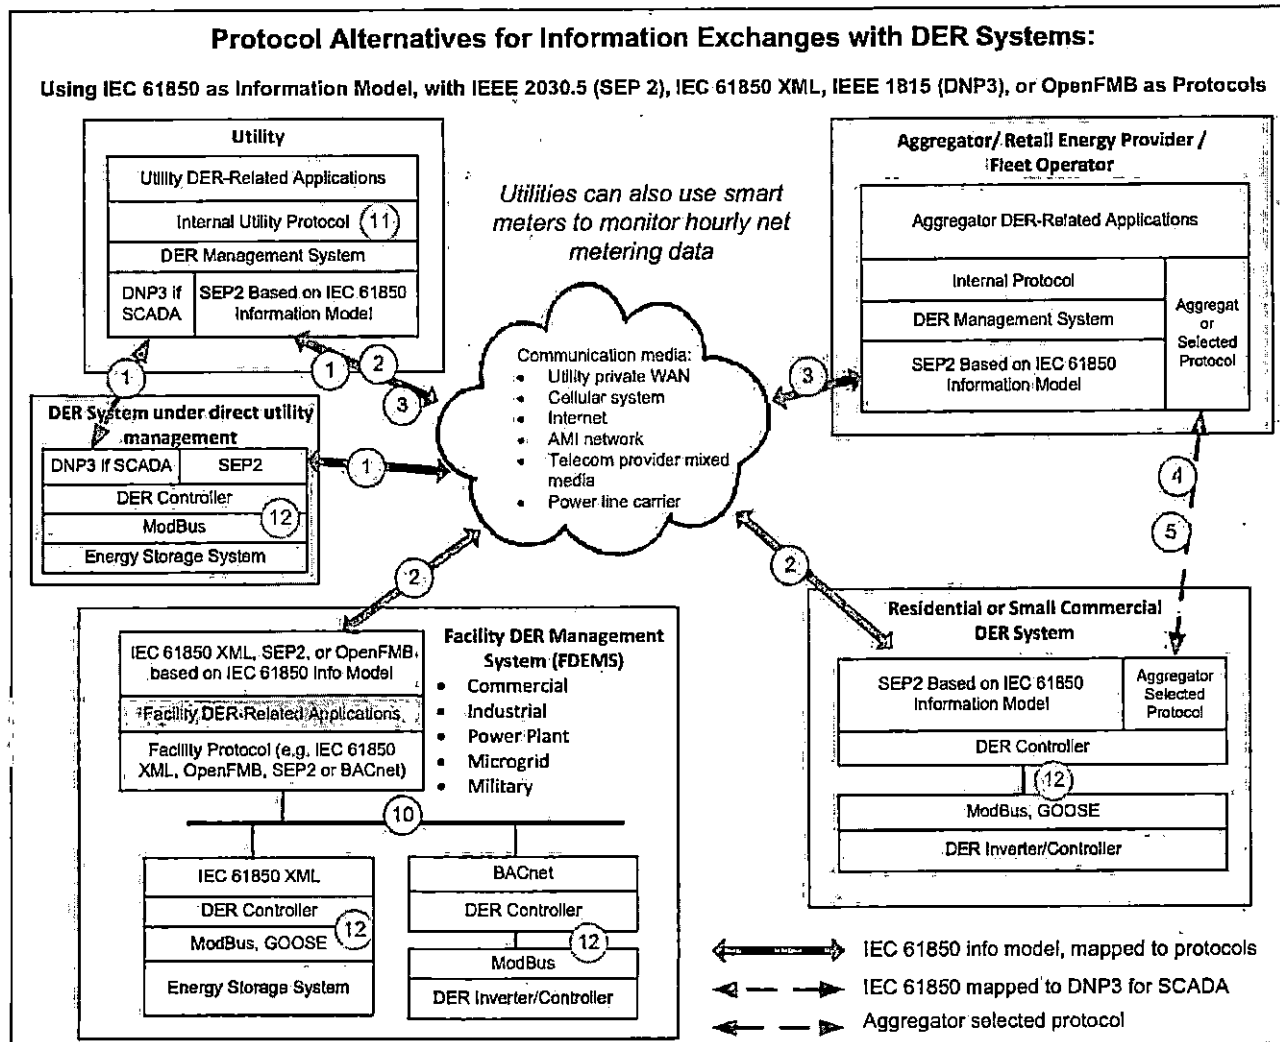 Protocol Alternatives for Information Exchanges with DER Systems:
Using IEC 61850 as Information Model, with IEEE 2030.5 (SEP 2), IEC 61850 XML, IEEE 1815 (DNP3), or OpenFMB as Protocols
Utility
Utility DER-Related Applications
Internal Utility Protocol
11
DER Management System
DNP3 if
SCADA
SEP2 Based on IEC 61850
Information Model
Utilities can also use smart
meters to monitor hourly net
metering data
Aggregator/ Retail Energy Provider /
Fleet Operator
Aggregator DER-Related Applications
Internal Protocol
DER Management System
SEP2 Based on IEC 61850
Information Model
Aggregat
or
Selected
Protocol
1
1
2
3
3
Communication media:
• Utility private WAN
• Cellular system
• Internet
• AMI network
• Telecom provider mixed
media
• Power line carrier
DER System under direct utility
management
DNP3 If SCADA
SEP2
DER Controller
ModBus
12
Energy Storage System
1
4
5
2
2
Facility DER Management
System (FDEMS)
• Commercial
• Industrial
• Power Plant
• Microgrid
• Military
IEC 61850 XML, SEP2, or OpenFMB
based on IEC 61850 Info Model
Facility DER-Related Applications
Facility Protocol (e.g. IEC 61850
XML, OpenFMB, SEP2 or BACnet)
10
IEC 61850 XML
DER Controller
12
ModBus, GOOSE
Energy Storage System
BACnet
DER Controller
12
ModBus
DER Inverter/Controller
Residential or Small Commercial
DER System
SEP2 Based on IEC 61850
Information Model
Aggregator
Selected
Protocol
DER Controller
12
ModBus, GOOSE
DER Inverter/Controller
IEC 61850 info model, mapped to protocols
IEC 61850 mapped to DNP3 for SCADA
Aggregator selected protocol